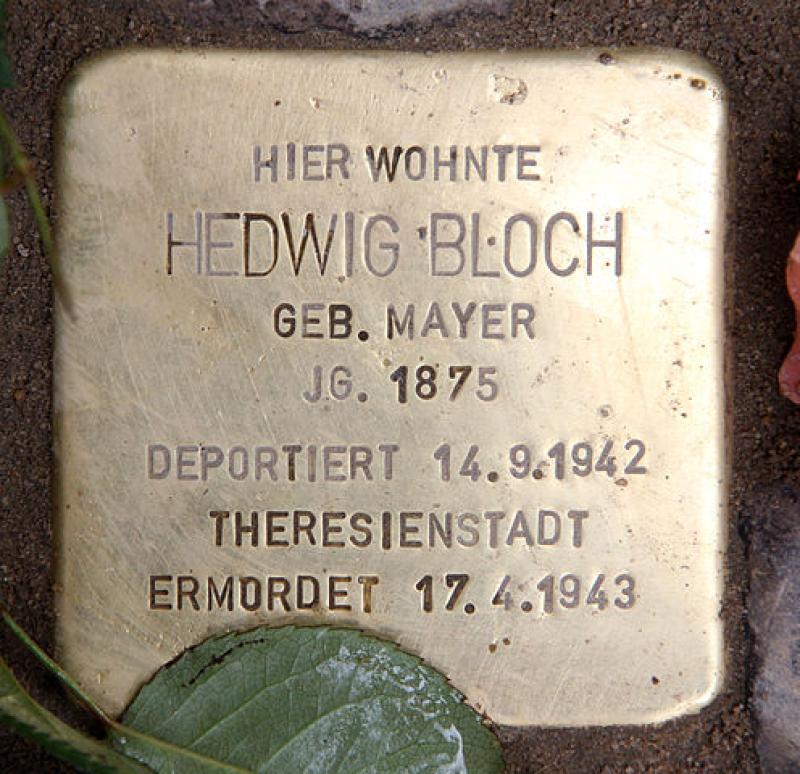 HIER WOHNTE
HEDWIG BLOCH
GEB. MAYER
JG. 1875
DEPORTIERT 14.9.1942
THERESIENSTADT
ERMORDET 17.4.1943